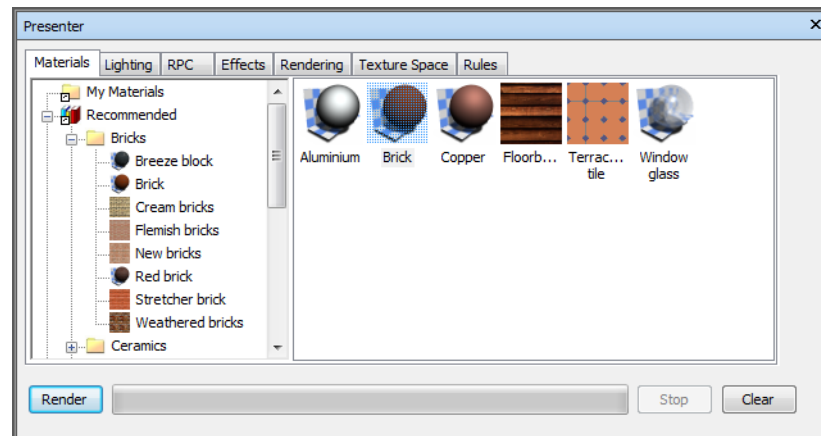 Presenter
Materials Lighting RPC Effects Rendering Texture Space Rules
My Materials
Recommended
Bricks
Breeze block
Brick
Cream bricks
Flemish bricks
New bricks
Red brick
Stretcher brick
Weathered bricks
Ceramics
Aluminium Brick Copper Floorb... Terrac... Window
tile glass
Render Stop Clear